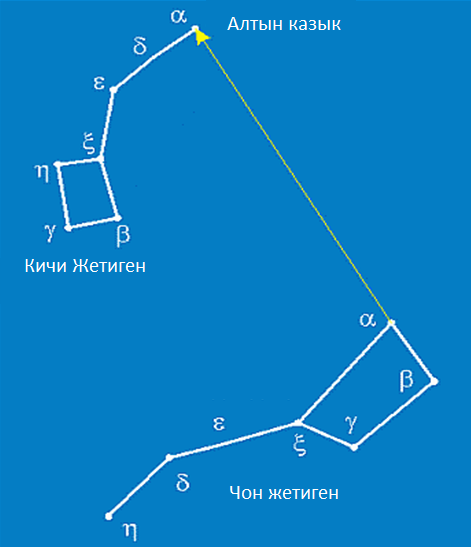 α Алтын казык
δ
ε
ξ
η
γ β
Кичи Жетиген
α
β
γ
ε ξ
δ
Чон жетиген
η